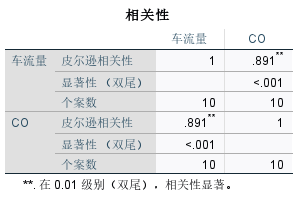 相关性
车流量 CO
车流量 皮尔逊相关性 1 .891**
显著性（双尾） <.001
个案数 10 10
CO 皮尔逊相关性 .891** 1
显著性（双尾） <.001
个案数 10 10
**. 在 0.01 级别（双尾），相关性显著。